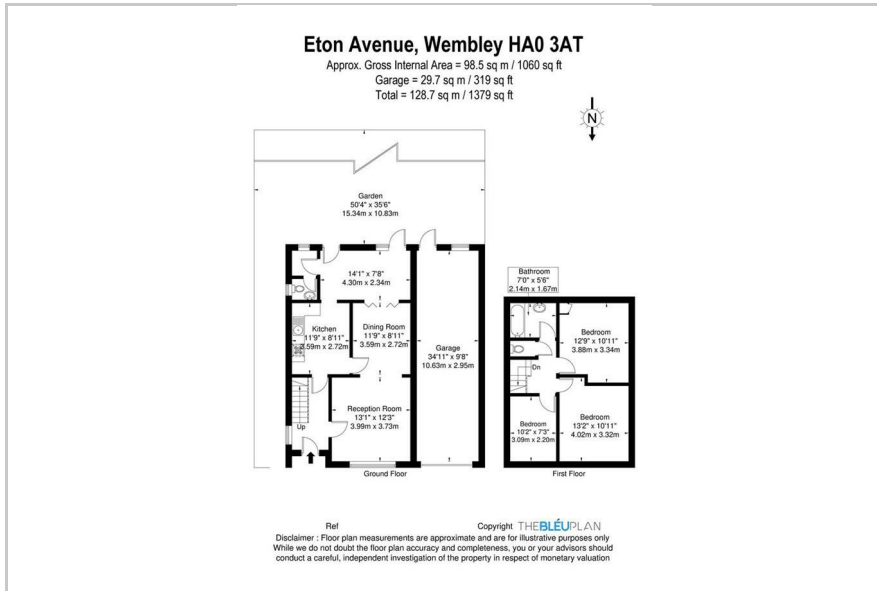 Eton Avenue, Wembley HA0 3AT
Approx. Gross Internal Area = 98.5 sq m / 1060 sq ft
Garage = 29.7 sq m / 319 sq ft
Total = 128.7 sq m / 1379 sq ft
N
Garden
50'4" x 35'6"
15.34m x 10.83m
14'1" x 7'8"
4.30m x 2.34m
Kitchen
11'9" x 8'11"
3.59m x 2.72m
Dining Room
11'9" x 8'11"
3.59m x 2.72m
Garage
34'11" x 9'8"
10.63m x 2.95m
Reception Room
13'1" x 12'3"
3.99m x 3.73m
Up
Ground Floor
Bathroom
7'0" x 5'6"
2.14m x 1.67m
Bedroom
12'9" x 10'11"
3.88m x 3.34m
Dn
Bedroom
10'2" x 7'3"
3.09m x 2.20m
Bedroom
13'2" x 10'11"
4.02m x 3.32m
First Floor
Ref
Copyright THEBLÉUPLAN
Disclaimer : Floor plan measurements are approximate and are for illustrative purposes only
While we do not doubt the floor plan accuracy and completeness, you or your advisors should
conduct a careful, independent investigation of the property in respect of monetary valuation